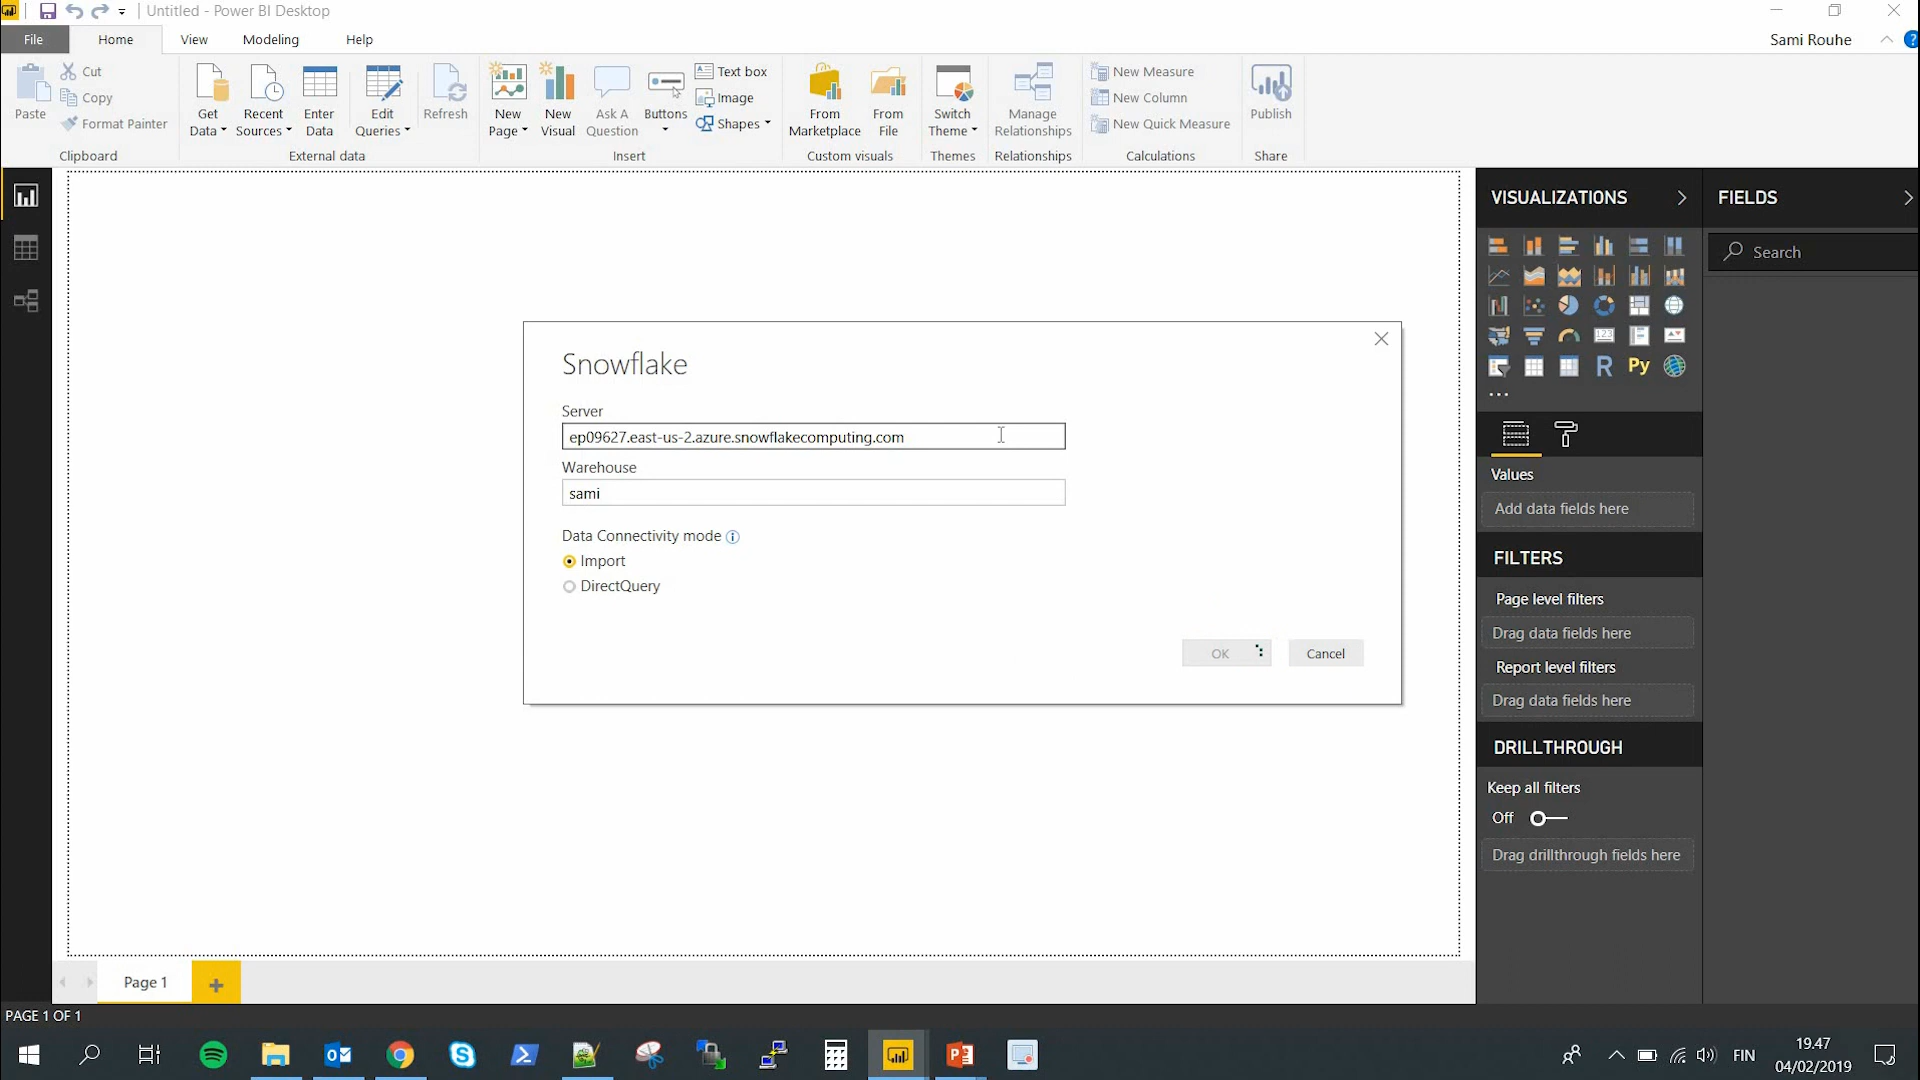 Untitled - Power BI Desktop
File
Home
View
Modeling
Help
Sami Rouhe
?
Paste
Cut
Copy
Format Painter
Clipboard
Get
Data
Recent
Sources
Enter
Data
Edit
Queries
Refresh
External data
New
Page
New
Visual
Ask A
Question
Buttons
Text box
Image
Shapes
Insert
From
Marketplace
From
File
Custom visuals
Switch
Theme
Themes
Manage
Relationships
Relationships
New Measure
New Column
New Quick Measure
Calculations
Publish
Share
Snowflake
Server
ep09627.east-us-2.azure.snowflakecomputing.com
Warehouse
sami
Data Connectivity mode
Import
DirectQuery
OK
Cancel
VISUALIZATIONS
R
Py
Values
Add data fields here
FILTERS
Page level filters
Drag data fields here
Report level filters
Drag data fields here
DRILLTHROUGH
Keep all filters
Off
Drag drillthrough fields here
FIELDS
Search
Page 1
PAGE 1 OF 1
FIN
19.47
04/02/2019